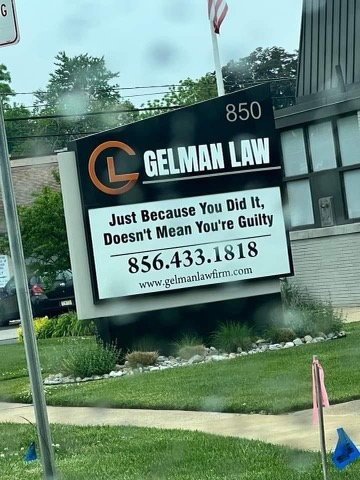 G
850
GELMAN LAW
Just Because You Did It,
Doesn't Mean You're Guilty
856.433.1818
www.gelmanlawfirm.com